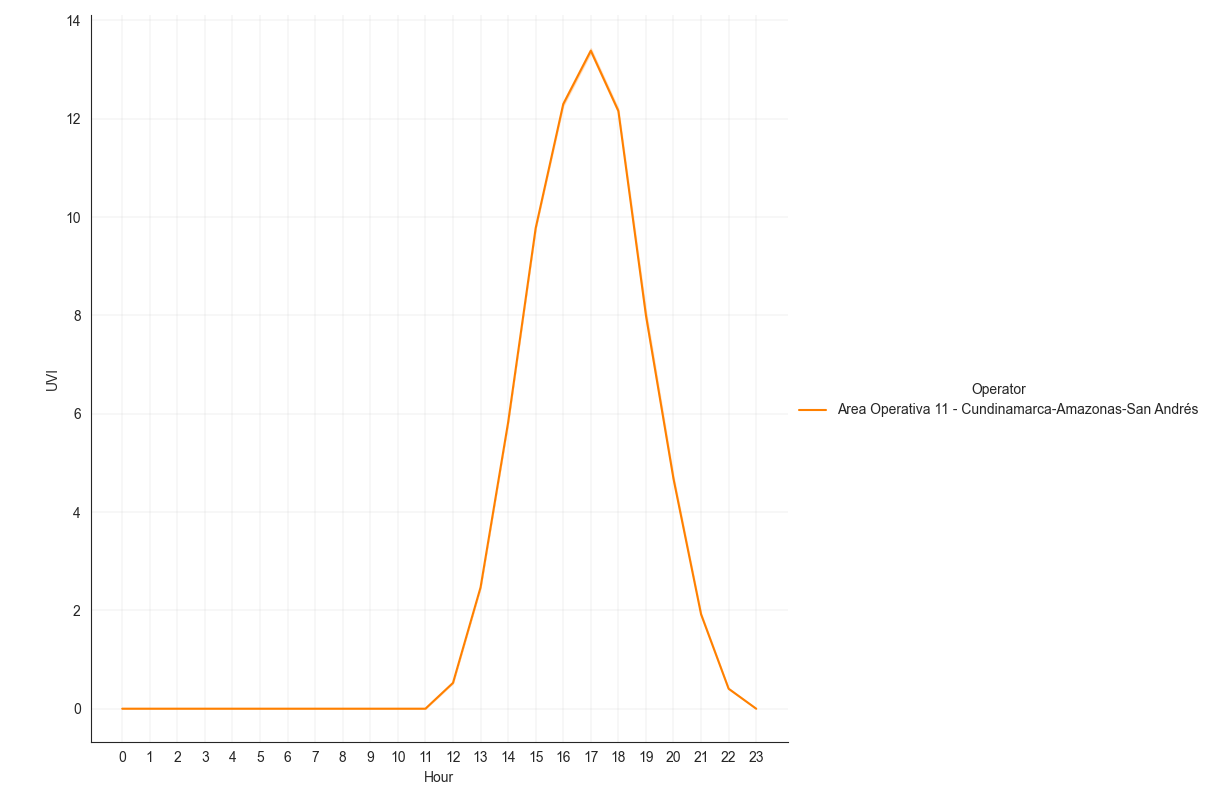 14
12
10
8
6
4
2
0
UVI
0 1 2 3 4 5 6 7 8 9 10 11 12 13 14 15 16 17 18 19 20 21 22 23
Hour
Operator
Area Operativa 11 - Cundinamarca-Amazonas-San Andrés